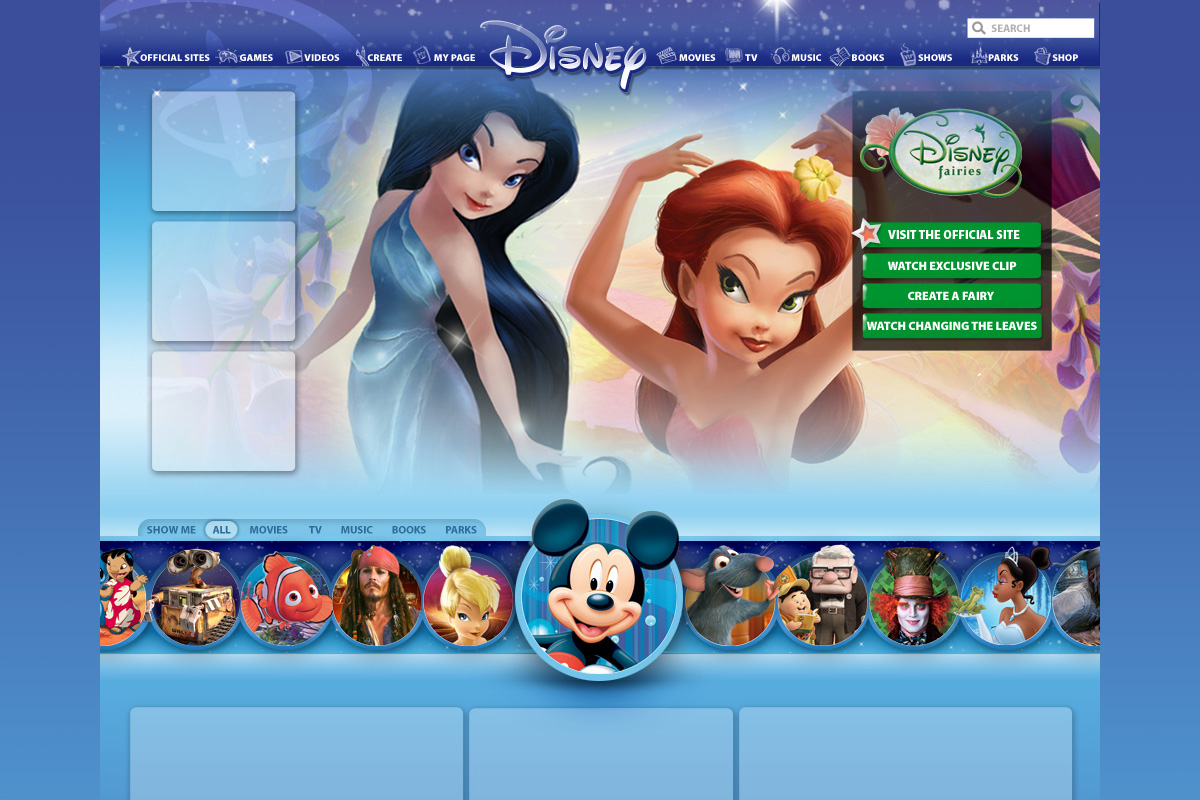 SEARCH
OFFICIAL SITES GAMES VIDEOS CREATE MY PAGE Disney MOVIES TV MUSIC BOOKS SHOWS PARKS SHOP
Disney
fairies
VISIT THE OFFICIAL SITE
WATCH EXCLUSIVE CLIP
CREATE A FAIRY
WATCH CHANGING THE LEAVES
SHOW ME ALL MOVIES TV MUSIC BOOKS PARKS